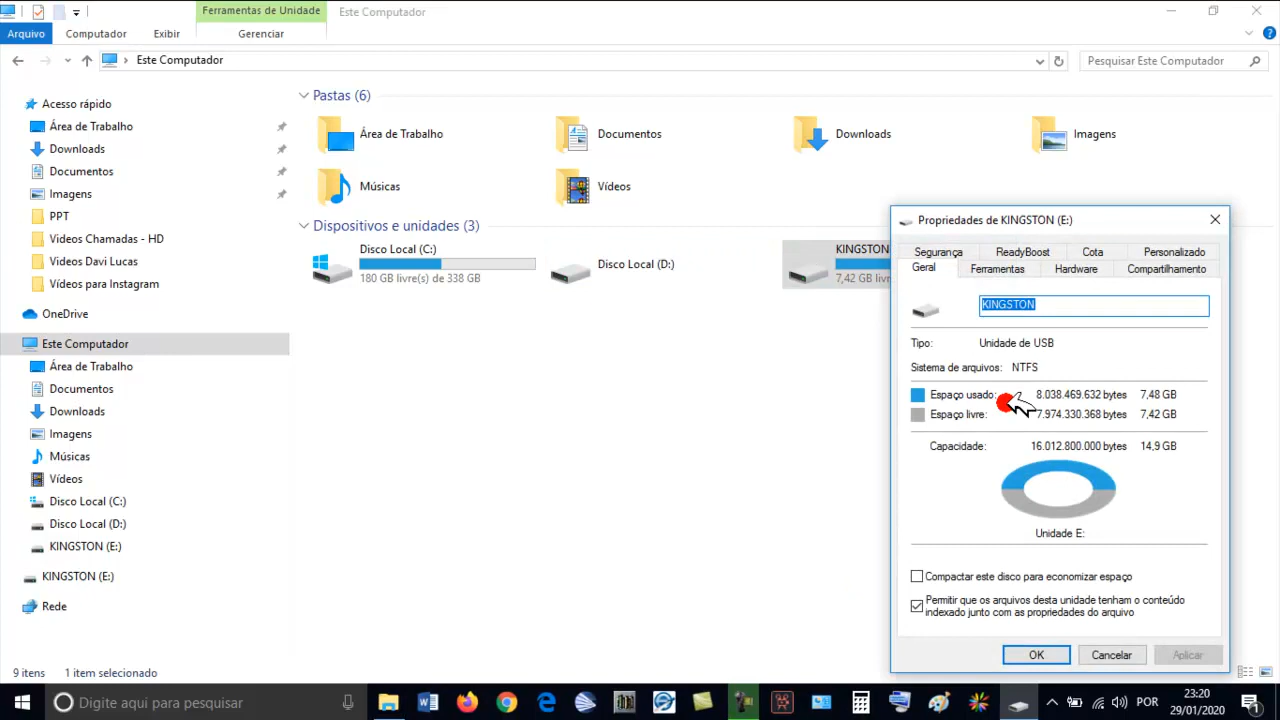 Ferramentas de Unidade
Este Computador
Arquivo
Computador
Exibir
Gerenciar
Este Computador
Pesquisar Este Computador
Acesso rápido
Área de Trabalho
Downloads
Documentos
Imagens
PPT
Videos Chamadas - HD
Videos Davi Lucas
Vídeos para Instagram
OneDrive
Este Computador
Área de Trabalho
Documentos
Downloads
Imagens
Músicas
Vídeos
Disco Local (C:)
Disco Local (D:)
KINGSTON (E:)
KINGSTON (E:)
Rede
Pastas (6)
Área de Trabalho
Documentos
Downloads
Imagens
Músicas
Vídeos
Dispositivos e unidades (3)
Disco Local (C:)
180 GB livre(s) de 338 GB
Disco Local (D:)
KINGSTON
7,42 GB livre
Propriedades de KINGSTON (E:)
Segurança
ReadyBoost
Cota
Personalizado
Geral
Ferramentas
Hardware
Compartilhamento
KINGSTON
Tipo: Unidade de USB
Sistema de arquivos: NTFS
Espaço usado: 8.038.469.632 bytes 7,48 GB
Espaço livre: 7.974.330.368 bytes 7,42 GB
Capacidade: 16.012.800.000 bytes 14,9 GB
Unidade E:
Compactar este disco para economizar espaço
Permitir que os arquivos desta unidade tenham o conteúdo
indexado junto com as propriedades do arquivo
OK
Cancelar
Aplicar
9 itens
1 item selecionado
Digite aqui para pesquisar
POR
23:20
29/01/2020
1